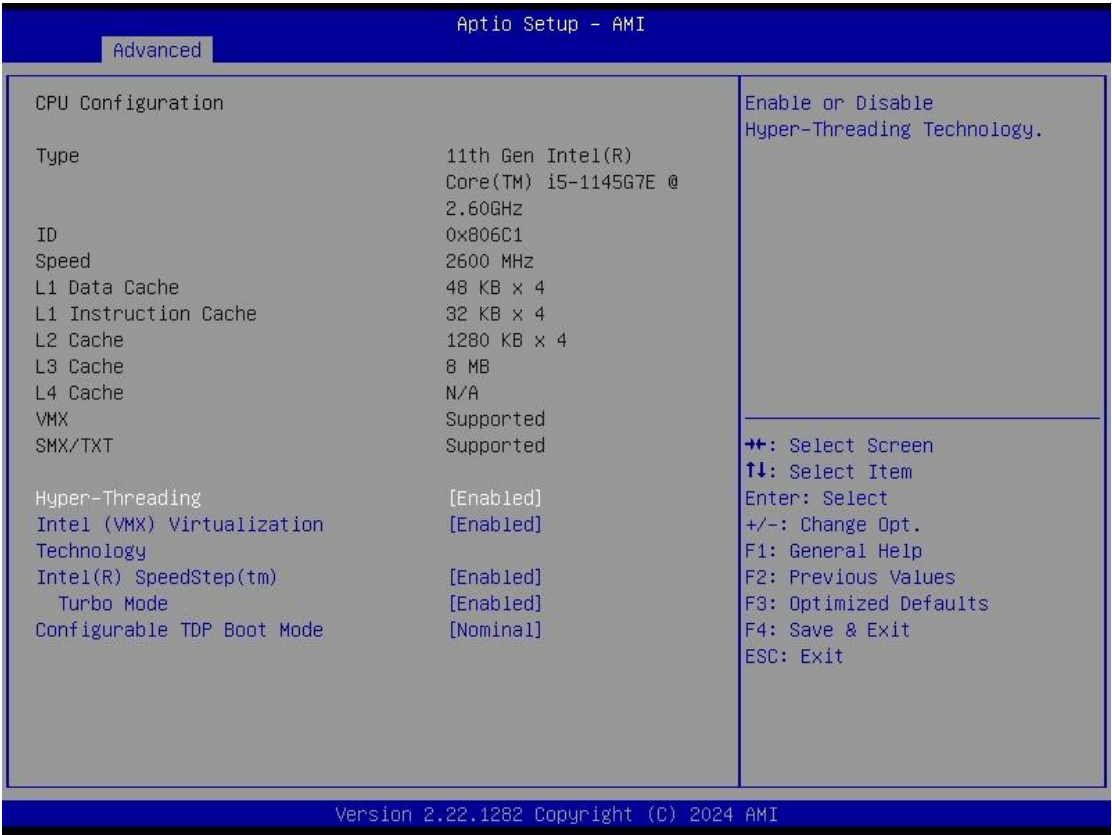 Aptio Setup - AMI
Advanced
CPU Configuration
Type 11th Gen Intel(R)
Core(TM) i5-1145G7E @
2.60GHz
ID 0x806C1
Speed 2600 MHz
L1 Data Cache 48 KB x 4
L1 Instruction Cache 32 KB x 4
L2 Cache 1280 KB x 4
L3 Cache 8 MB
L4 Cache N/A
VMX Supported
SMX/TXT Supported
Hyper-Threading [Enabled]
Intel (VMX) Virtualization [Enabled]
Technology
Intel(R) SpeedStep(tm) [Enabled]
Turbo Mode [Enabled]
Configurable TDP Boot Mode [Nominal]
Enable or Disable
Hyper-Threading Technology.
→←: Select Screen
↑↓: Select Item
Enter: Select
+/-: Change Opt.
F1: General Help
F2: Previous Values
F3: Optimized Defaults
F4: Save & Exit
ESC: Exit
Version 2.22.1282 Copyright (C) 2024 AMI